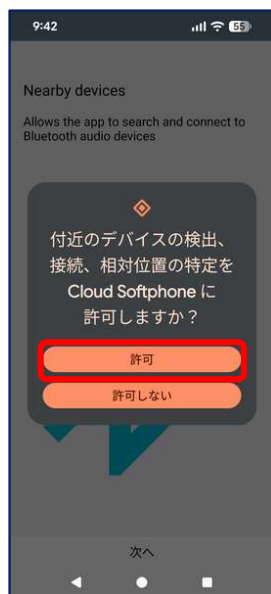 9:42
55
Nearby devices
Allows the app to search and connect to
Bluetooth audio devices
付近のデバイスの検出、
接続、相対位置の特定を
Cloud Softphone に
許可しますか？
許可
許可しない
次へ